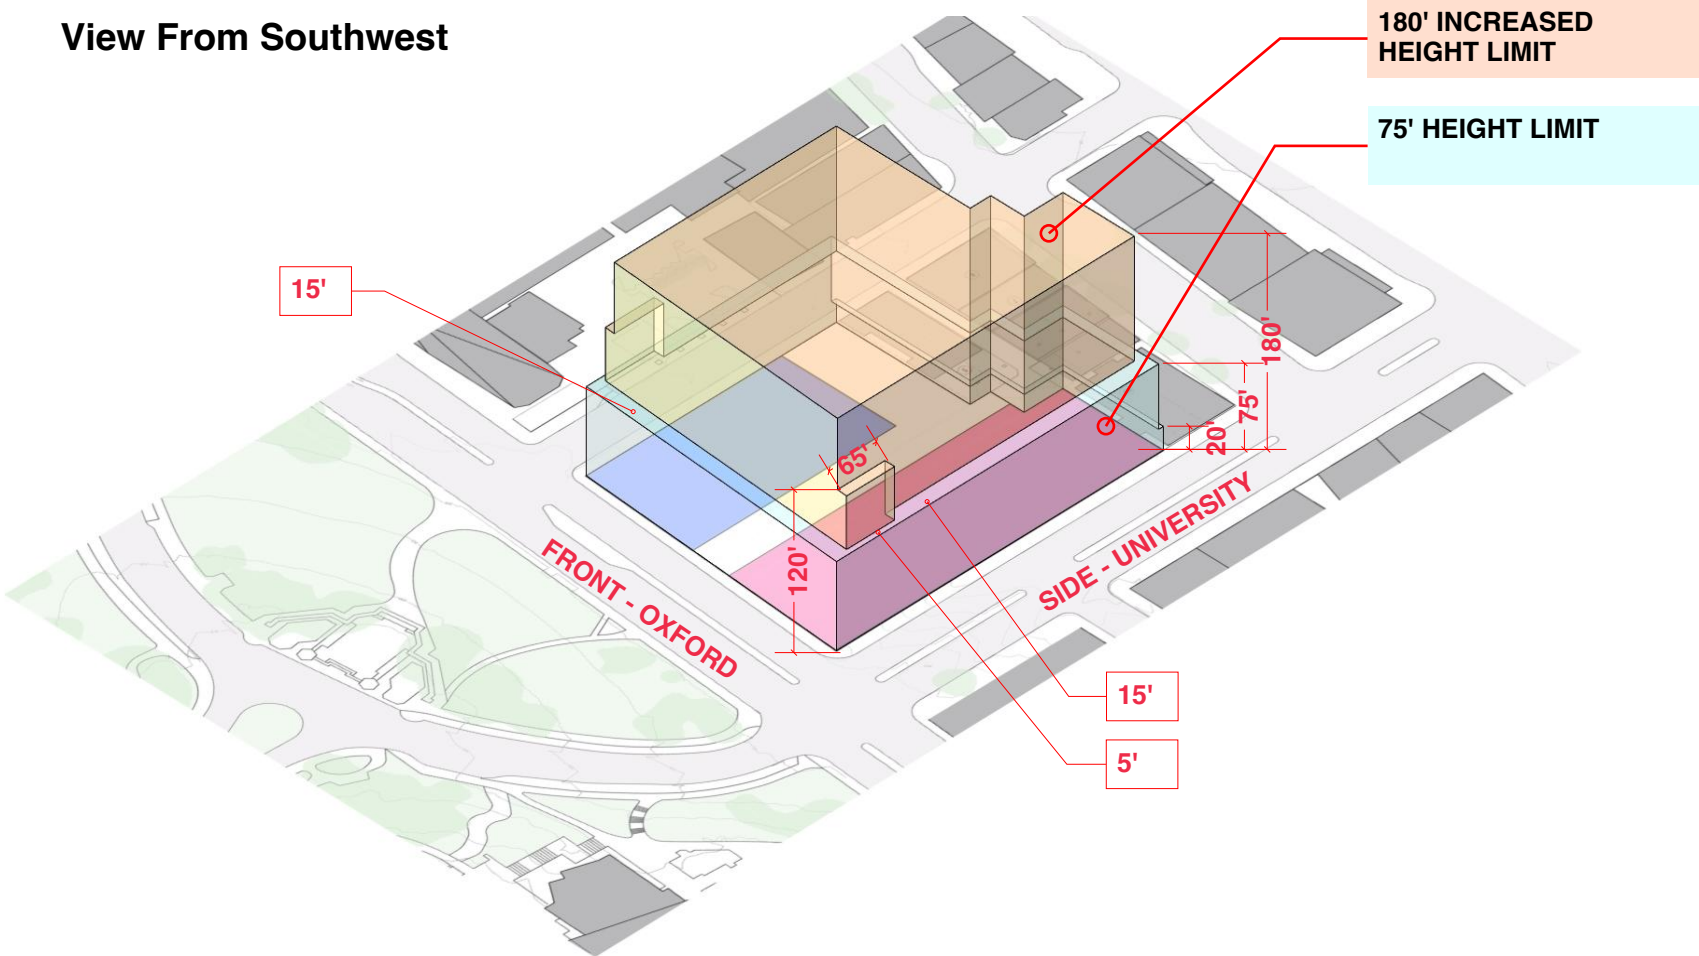 View From Southwest
180' INCREASED
HEIGHT LIMIT
75' HEIGHT LIMIT
15'
180'
75'
20'
65'
120'
FRONT - OXFORD
SIDE - UNIVERSITY
15'
5'